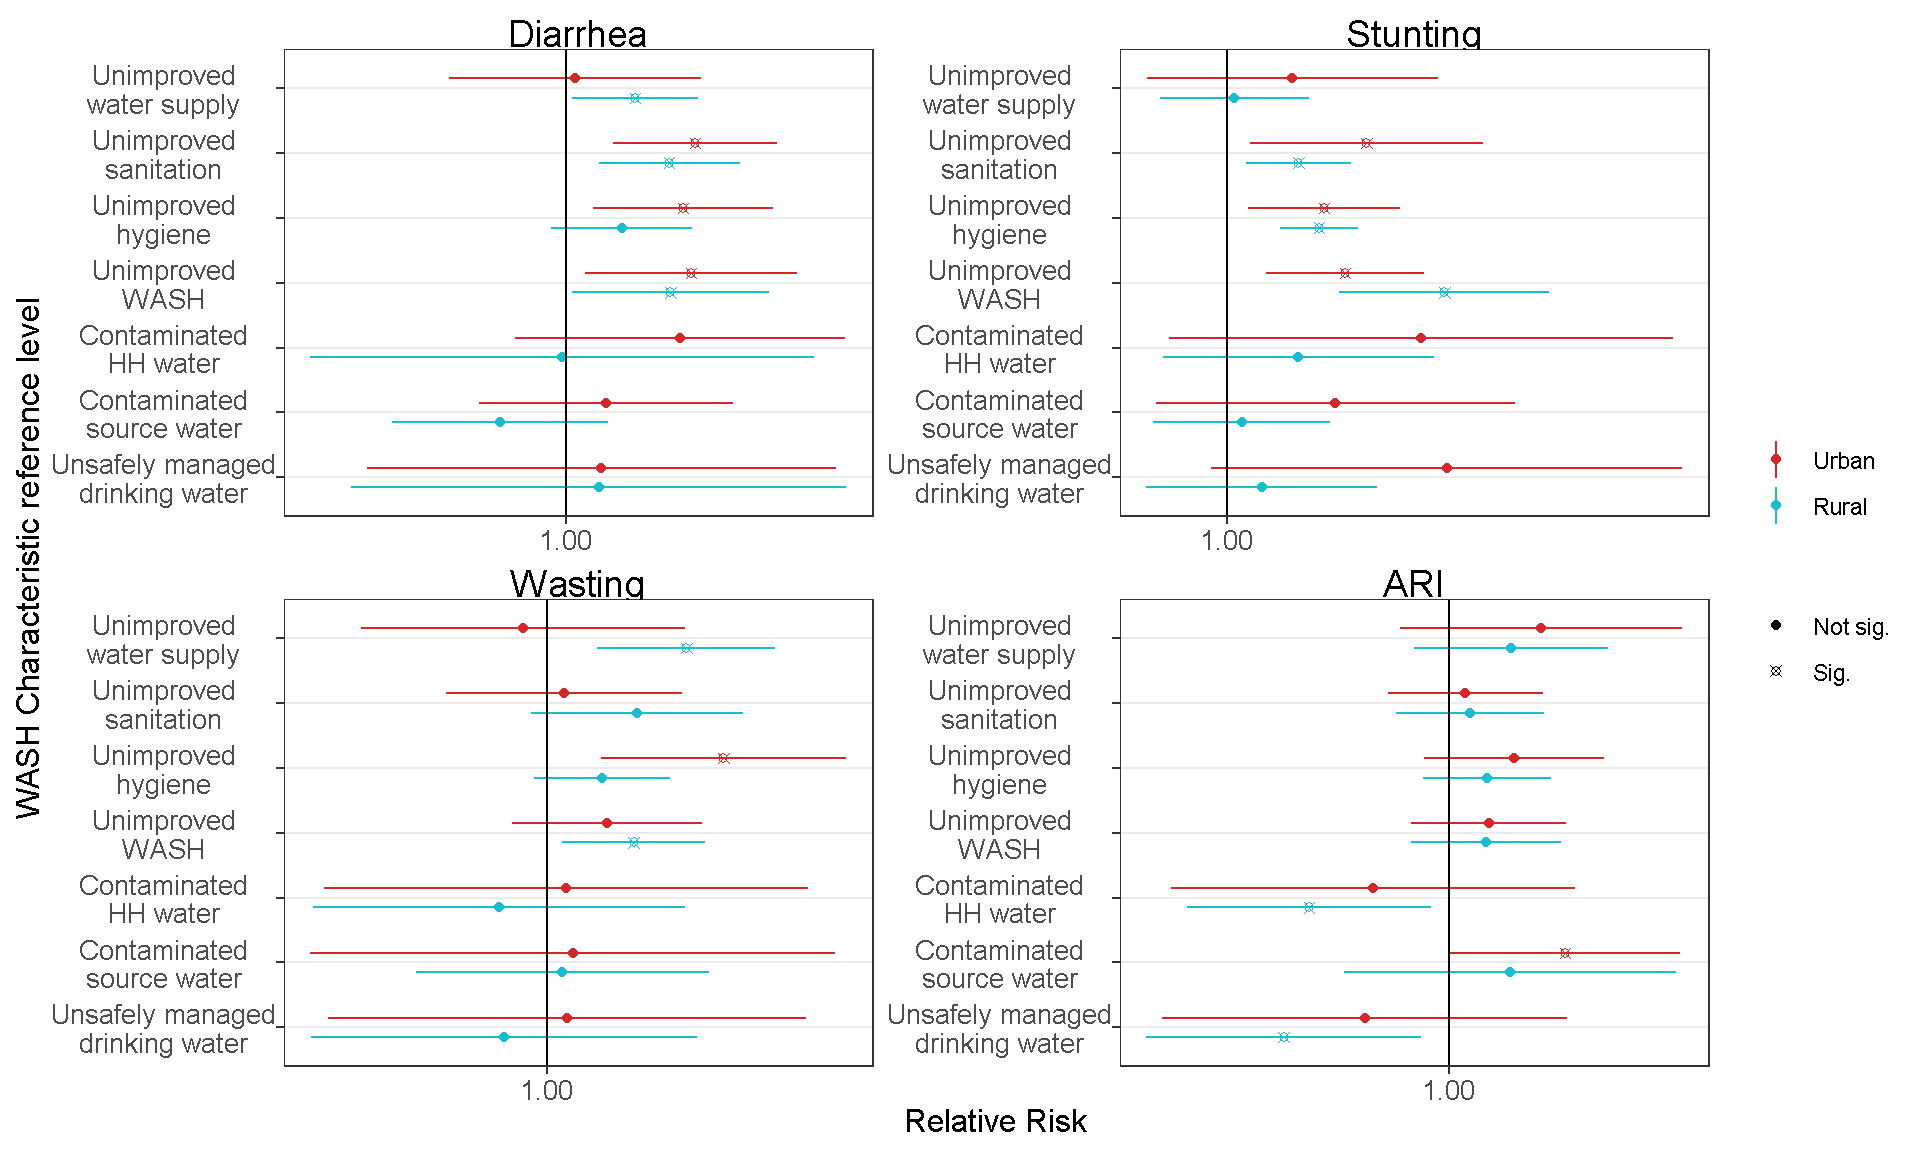 Diarrhea
Unimproved
water supply
Unimproved
sanitation
Unimproved
hygiene
Unimproved
WASH
Contaminated
HH water
Contaminated
source water
Unsafely managed
drinking water
1.00
Stunting
Unimproved
water supply
Unimproved
sanitation
Unimproved
hygiene
Unimproved
WASH
Contaminated
HH water
Contaminated
source water
Unsafely managed
drinking water
1.00
Wasting
Unimproved
water supply
Unimproved
sanitation
Unimproved
hygiene
Unimproved
WASH
Contaminated
HH water
Contaminated
source water
Unsafely managed
drinking water
1.00
ARI
Unimproved
water supply
Unimproved
sanitation
Unimproved
hygiene
Unimproved
WASH
Contaminated
HH water
Contaminated
source water
Unsafely managed
drinking water
1.00
WASH Characteristic reference level
Relative Risk
Urban
Rural
Not sig.
Sig.